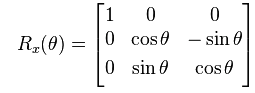 R_x(θ) = [ 1 0 0
0 cos θ − sin θ
0 sin θ cos θ ]